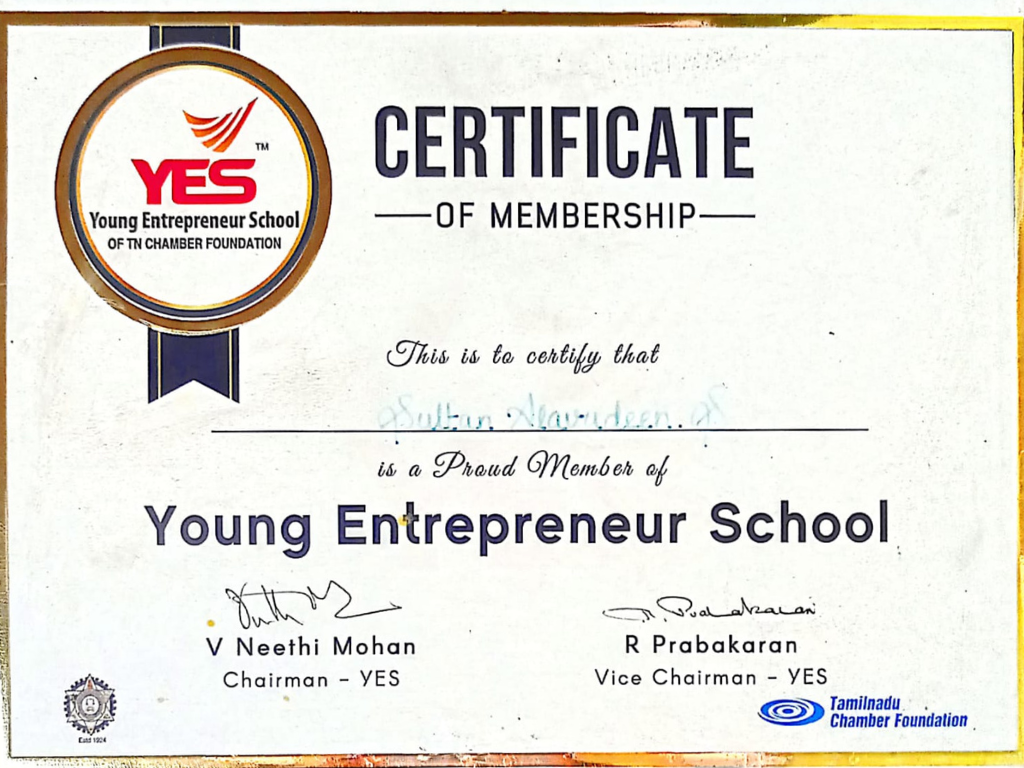 YES™
Young Entrepreneur School
OF TN CHAMBER FOUNDATION
CERTIFICATE
OF MEMBERSHIP
This is to certify that
Sultan Alavudeen. S
is a Proud Member of
Young Entrepreneur School
V Neethi Mohan
Chairman - YES
R. Prabakaran
R Prabakaran
Vice Chairman - YES
Estd 1924
Tamilnadu
Chamber Foundation